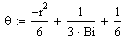 θ := -r²/6 + 1/(3 · Bi) + 1/6